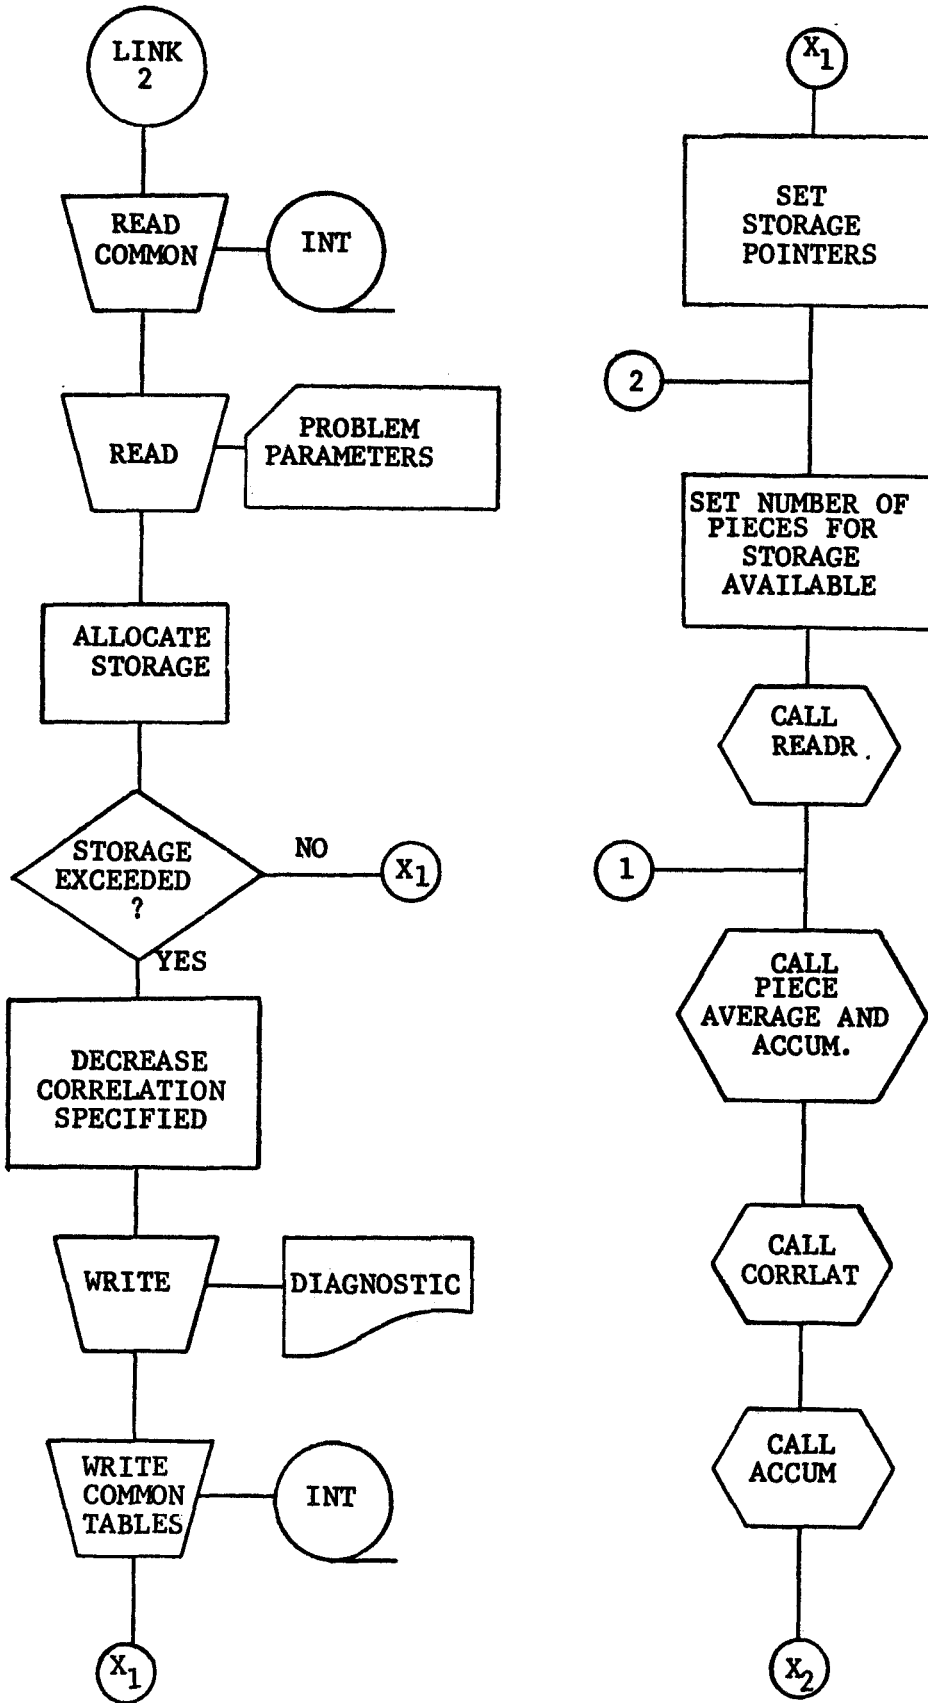 LINK
2
READ
COMMON
INT
READ
PROBLEM
PARAMETERS
ALLOCATE
STORAGE
STORAGE
EXCEEDED
?
NO
X1
YES
DECREASE
CORRELATION
SPECIFIED
WRITE
DIAGNOSTIC
WRITE
COMMON
TABLES
INT
X1
X1
SET
STORAGE
POINTERS
2
SET NUMBER OF
PIECES FOR
STORAGE
AVAILABLE
CALL
READR
1
CALL
PIECE
AVERAGE AND
ACCUM.
CALL
CORRLAT
CALL
ACCUM
X2